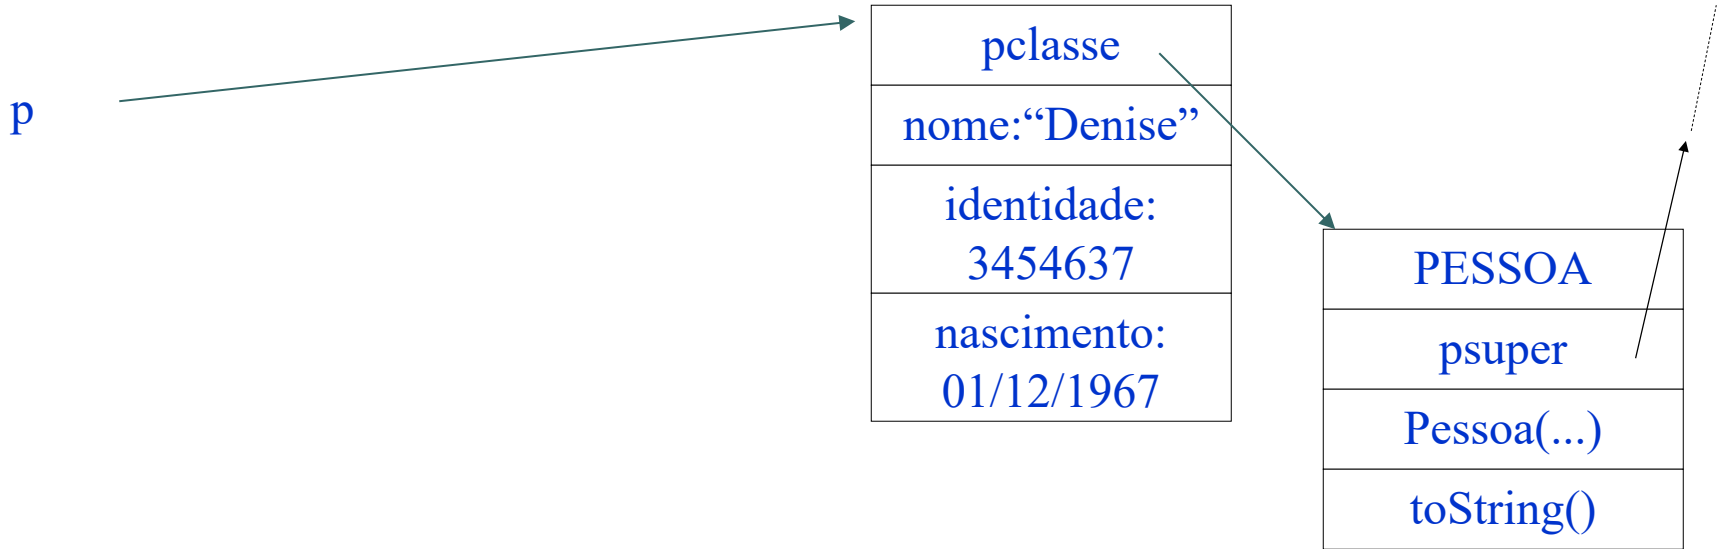 p
pclasse
nome:“Denise”
identidade:
3454637
nascimento:
01/12/1967
PESSOA
psuper
Pessoa(...)
toString()